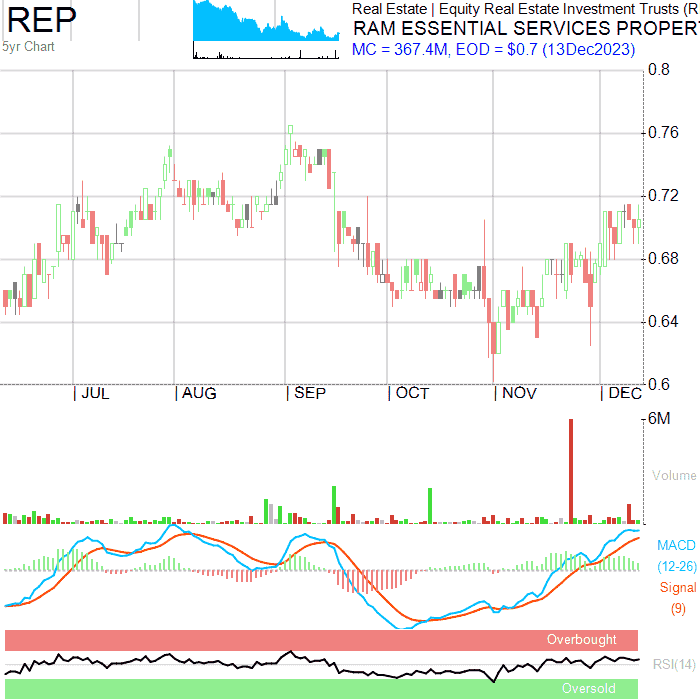 REP
5yr Chart
Real Estate | Equity Real Estate Investment Trusts (R
RAM ESSENTIAL SERVICES PROPER
MC = 367.4M, EOD = $0.7 (13Dec2023)
0.8
0.76
0.72
0.68
0.64
0.6
| JUL | AUG | SEP | OCT | NOV | DEC
6M
Volume
MACD
(12-26)
Signal
(9)
Overbought
RSI(14)
Oversold